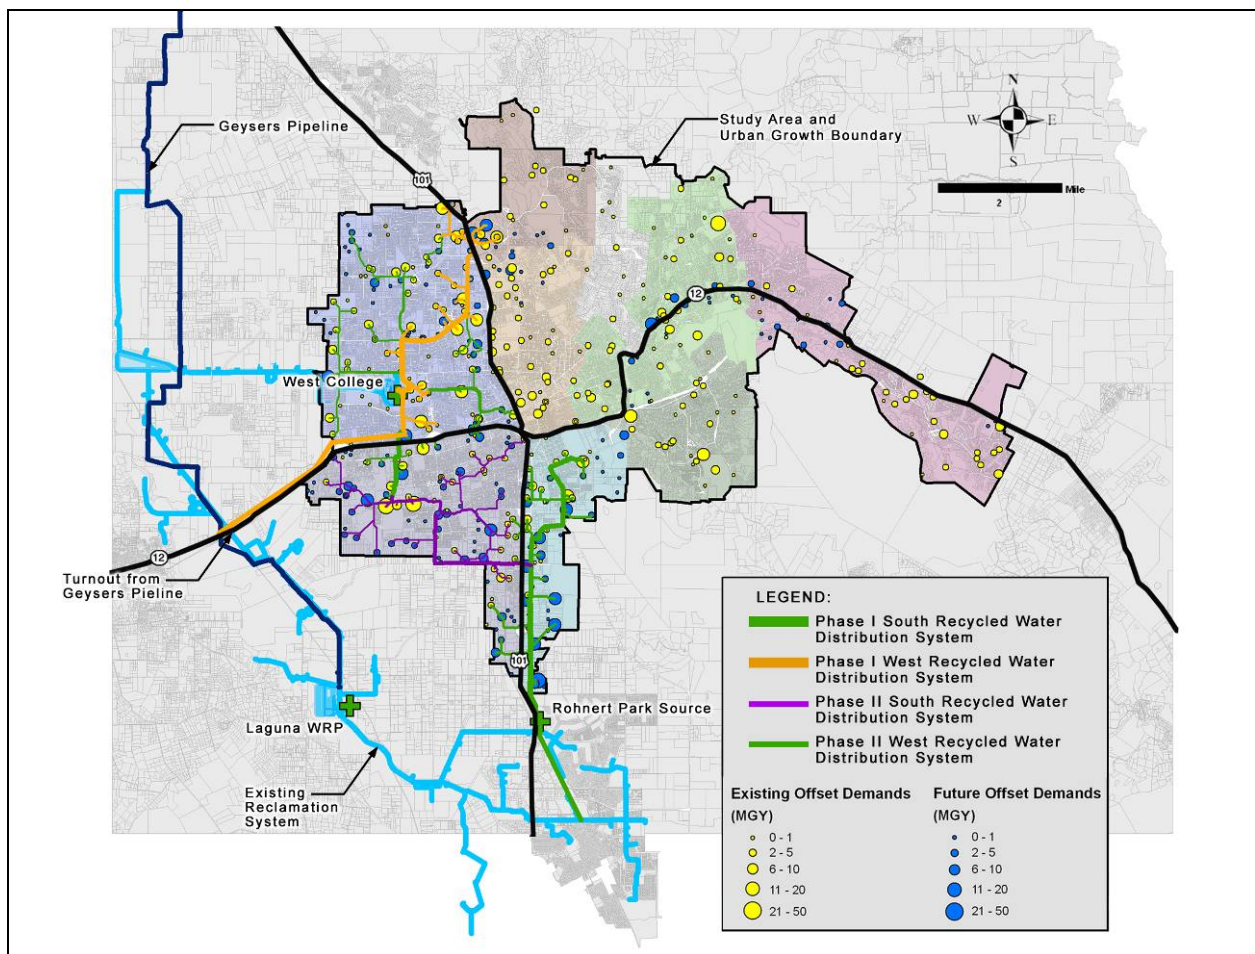 N
W E
S
Geysers Pipeline
Study Area and
Urban Growth Boundary
101
Mile
2
12
West College
12
Turnout from
Geysers Pieline
101
Rohnert Park Source
Laguna WRP
Existing
Reclamation
System
LEGEND:
Phase I South Recycled Water
Distribution System
Phase I West Recycled Water
Distribution System
Phase II South Recycled Water
Distribution System
Phase II West Recycled Water
Distribution System
Existing Offset Demands
(MGY)
0 - 1
2 - 5
6 - 10
11 - 20
21 - 50
Future Offset Demands
(MGY)
0 - 1
2 - 5
6 - 10
11 - 20
21 - 50